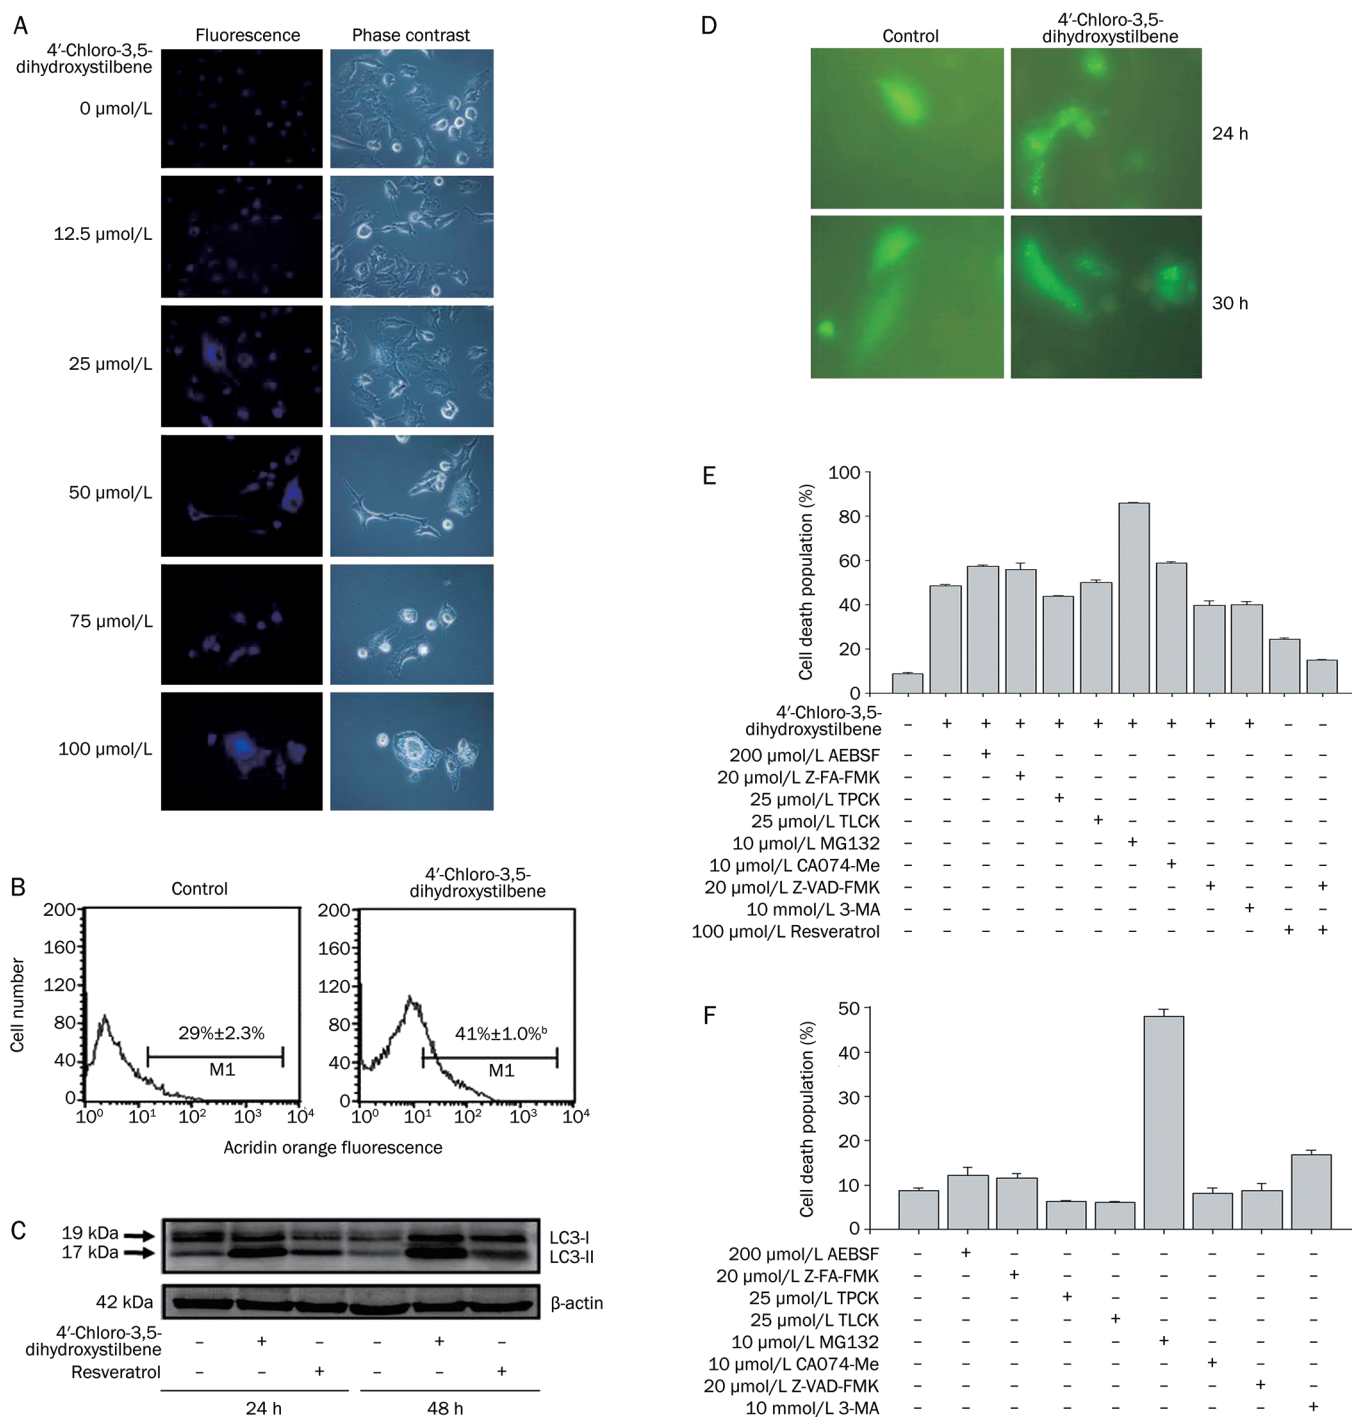 A
Fluorescence
Phase contrast
4′-Chloro-3,5-
dihydroxystilbene
0 µmol/L
12.5 µmol/L
25 µmol/L
50 µmol/L
75 µmol/L
100 µmol/L
B
Control
4′-Chloro-3,5-
dihydroxystilbene
Cell number
200
160
120
80
40
0
29%±2.3%
M1
10⁰ 10¹ 10² 10³ 10⁴
200
160
120
80
40
0
41%±1.0%ᵇ
M1
10⁰ 10¹ 10² 10³ 10⁴
Acridin orange fluorescence
C
19 kDa
17 kDa
LC3-I
LC3-II
42 kDa
β-actin
4′-Chloro-3,5-
dihydroxystilbene – + – – + –
Resveratrol – – + – – +
24 h 48 h
D
Control
4′-Chloro-3,5-
dihydroxystilbene
24 h
30 h
E
Cell death population (%)
100
80
60
40
20
0
4′-Chloro-3,5-
dihydroxystilbene – + + + + + + + + + – –
200 µmol/L AEBSF – – + – – – – – – – – –
20 µmol/L Z-FA-FMK – – – + – – – – – – – –
25 µmol/L TPCK – – – – + – – – – – – –
25 µmol/L TLCK – – – – – + – – – – – –
10 µmol/L MG132 – – – – – – + – – – – –
10 µmol/L CA074-Me – – – – – – – + – – – –
20 µmol/L Z-VAD-FMK – – – – – – – – + – – +
10 mmol/L 3-MA – – – – – – – – – + – –
100 µmol/L Resveratrol – – – – – – – – – – + +
F
Cell death population (%)
50
40
30
20
10
0
200 µmol/L AEBSF – + – – – – – – –
20 µmol/L Z-FA-FMK – – + – – – – – –
25 µmol/L TPCK – – – + – – – – –
25 µmol/L TLCK – – – – + – – – –
10 µmol/L MG132 – – – – – + – – –
10 µmol/L CA074-Me – – – – – – + – –
20 µmol/L Z-VAD-FMK – – – – – – – + –
10 mmol/L 3-MA – – – – – – – – +